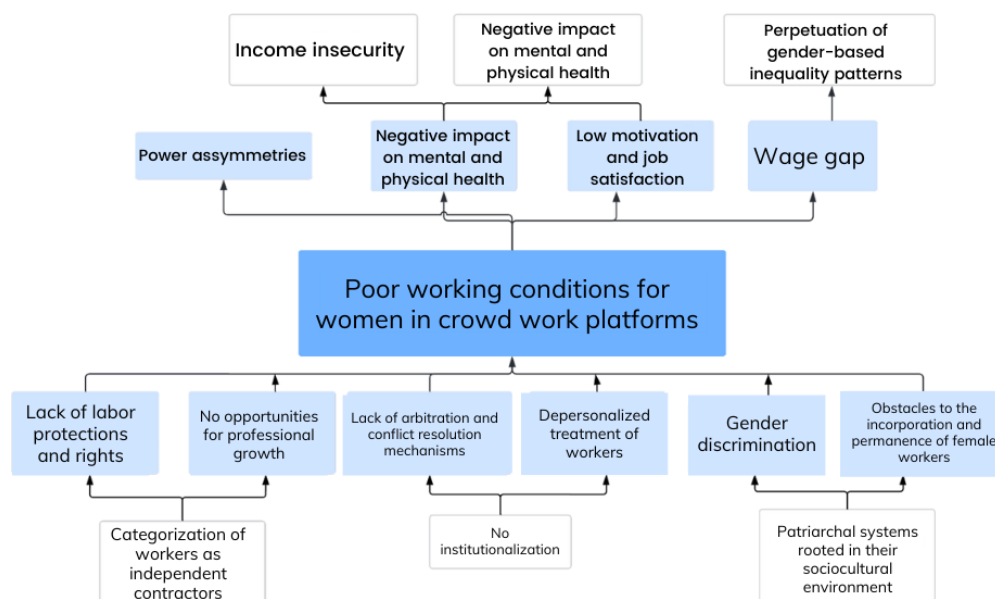 Income insecurity
Negative impact
on mental and
physical health
Perpetuation of
gender-based
inequality patterns
Power assymmetries
Negative impact
on mental and
physical health
Low motivation
and job
satisfaction
Wage gap
Poor working conditions for
women in crowd work platforms
Lack of labor
protections
and rights
No opportunities
for professional
growth
Lack of arbitration and
conflict resolution
mechanisms
Depersonalized
treatment of
workers
Gender
discrimination
Obstacles to the
incorporation and
permanence of female
workers
Categorization of
workers as
independent
contractors
No
institutionalization
Patriarchal systems
rooted in their
sociocultural
environment